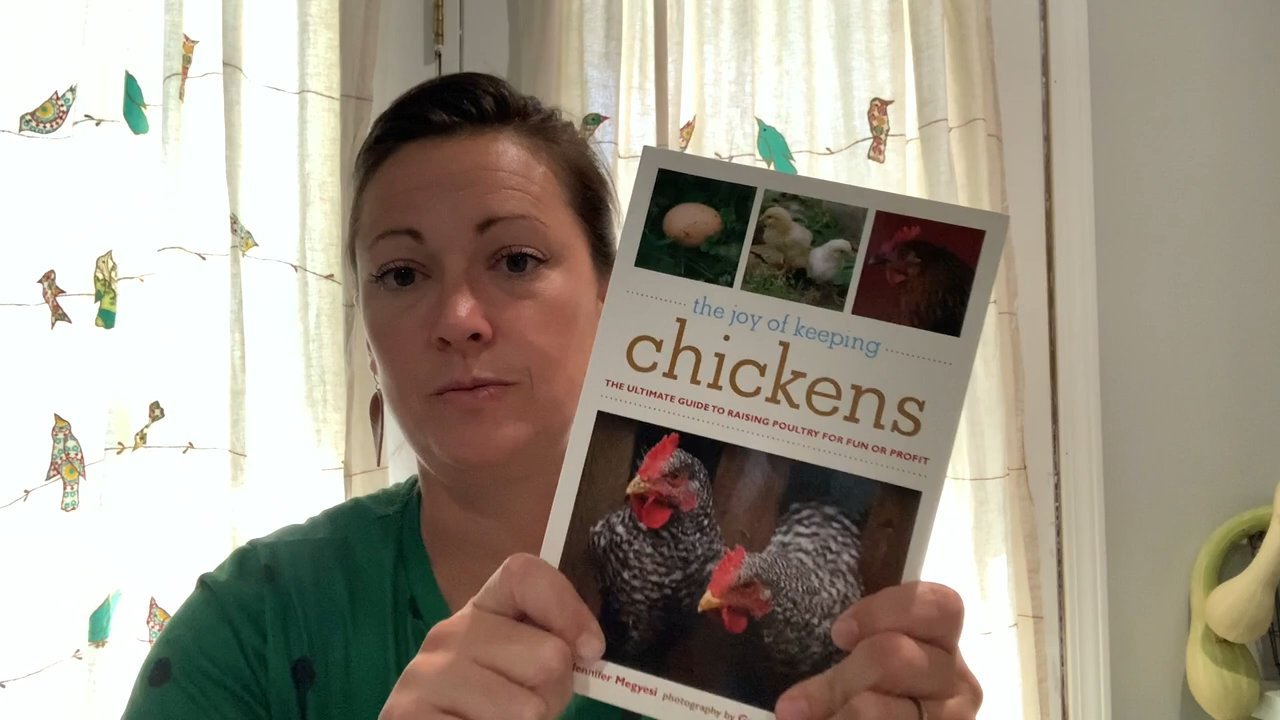 the joy of keeping
chickens
THE ULTIMATE GUIDE TO RAISING POULTRY FOR FUN OR PROFIT
Jennifer Megyesi photography by